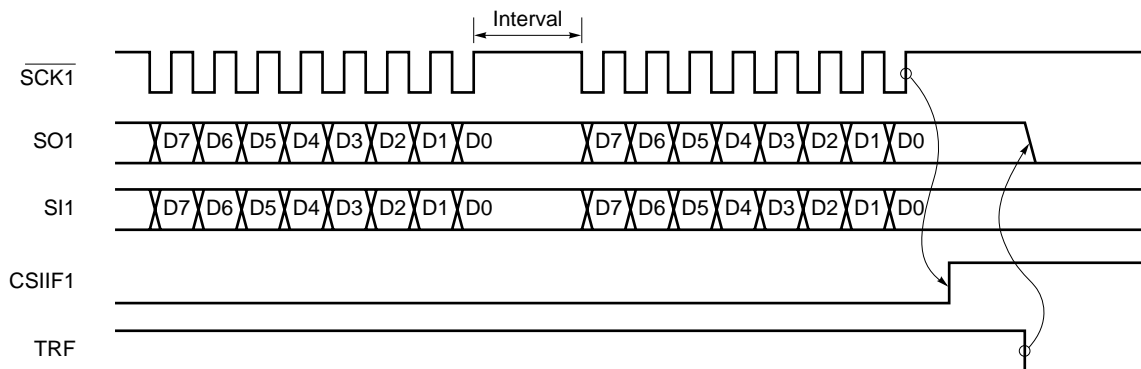 Interval
SCK1
SO1 D7 D6 D5 D4 D3 D2 D1 D0 D7 D6 D5 D4 D3 D2 D1 D0
SI1 D7 D6 D5 D4 D3 D2 D1 D0 D7 D6 D5 D4 D3 D2 D1 D0
CSIIF1
TRF